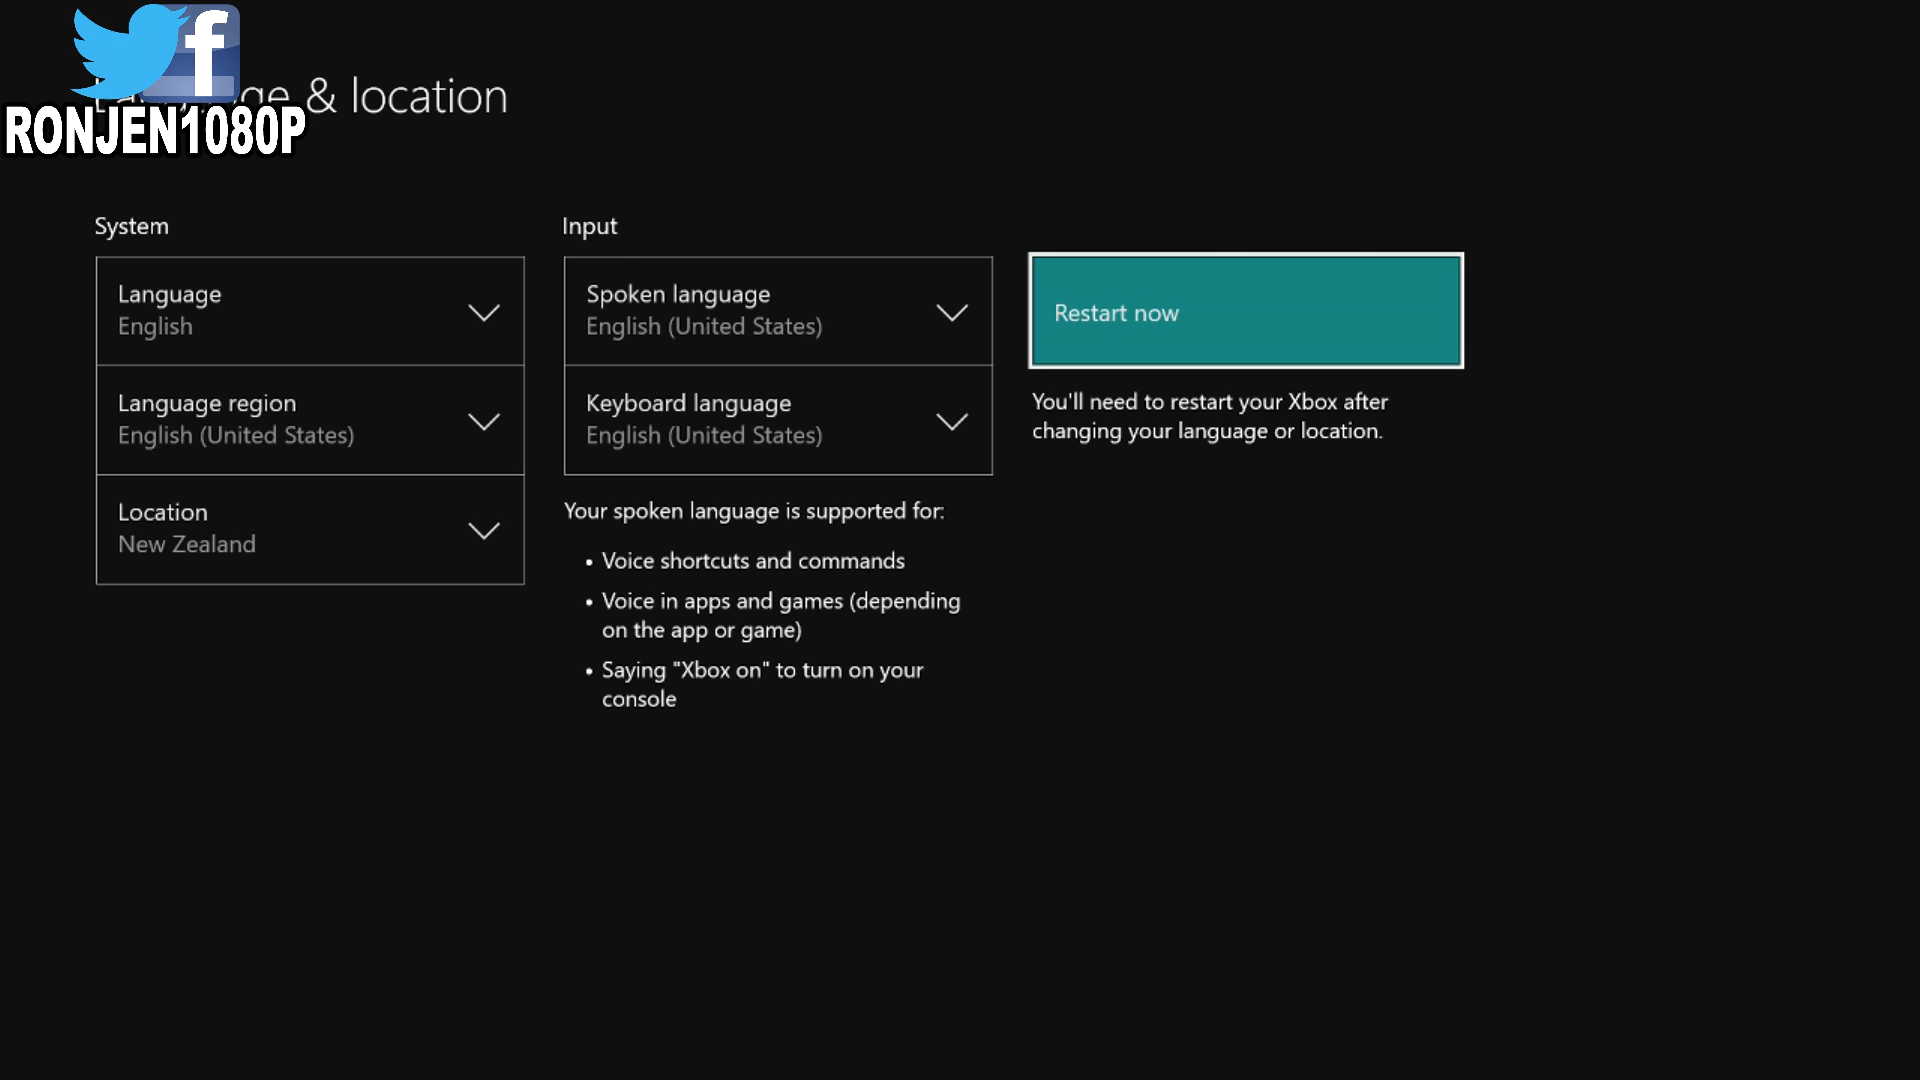 & location
RONJEN1080P
System
Language
English
Language region
English (United States)
Location
New Zealand
Input
Spoken language
English (United States)
Keyboard language
English (United States)
Your spoken language is supported for:
• Voice shortcuts and commands
• Voice in apps and games (depending
on the app or game)
• Saying "Xbox on" to turn on your
console
Restart now
You'll need to restart your Xbox after
changing your language or location.